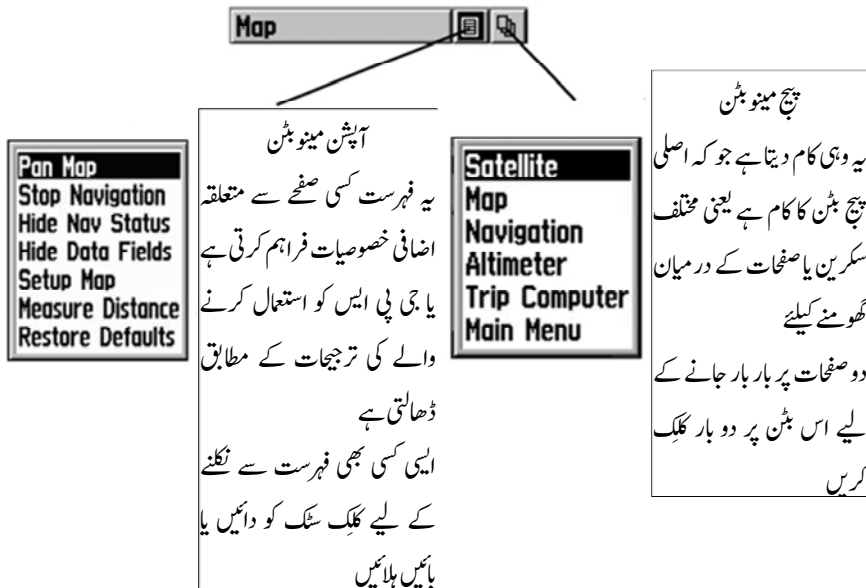 Map
پیج مینو بٹن
یہ وہی کام دیتا ہے جو کہ اصلی
پیج بٹن کا کام ہے یعنی مختلف
سکرین یا صفحات کے درمیان
گھومنے کیلئے
دو صفحات پر بار بار جانے کے
لیے اس بٹن پر دو بار کلک
کریں
Satellite
Map
Navigation
Altimeter
Trip Computer
Main Menu
آپشن مینو بٹن
یہ فہرست کسی صفحے سے متعلقہ
اضافی خصوصیات فراہم کرتی ہے
یا جی پی ایس کو استعمال کرنے
والے کی ترجیحات کے مطابق
ڈھالتی ہے
ایسی کسی بھی فہرست سے نکلنے
کے لیے کلِک سٹک کو دائیں یا
بائیں ہلائیں
Pan Map
Stop Navigation
Hide Nav Status
Hide Data Fields
Setup Map
Measure Distance
Restore Defaults